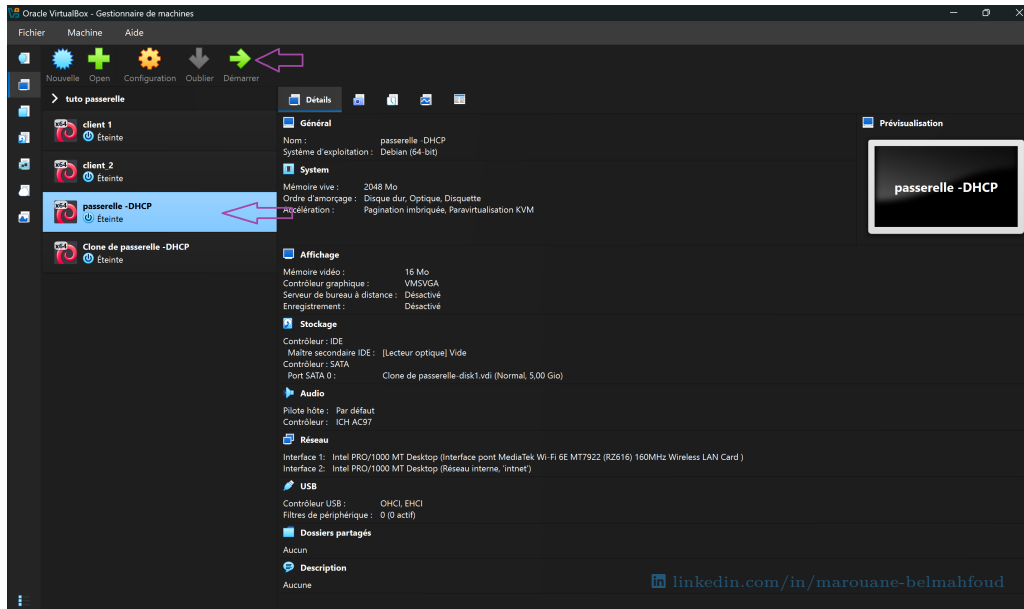 Oracle VirtualBox - Gestionnaire de machines
Fichier Machine Aide
Nouvelle Open Configuration Oublier Démarrer
tuto passerelle
x64 client 1
Éteinte
x64 client_2
Éteinte
x64 passerelle -DHCP
Éteinte
x64 Clone de passerelle -DHCP
Éteinte
Détails
Général
Nom : passerelle -DHCP
Système d'exploitation : Debian (64-bit)
System
Mémoire vive : 2048 Mo
Ordre d'amorçage : Disque dur, Optique, Disquette
Accélération : Pagination imbriquée, Paravirtualisation KVM
Prévisualisation
passerelle -DHCP
Affichage
Mémoire vidéo : 16 Mo
Contrôleur graphique : VMSVGA
Serveur de bureau à distance : Désactivé
Enregistrement : Désactivé
Stockage
Contrôleur : IDE
Maître secondaire IDE : [Lecteur optique] Vide
Contrôleur : SATA
Port SATA 0 : Clone de passerelle-disk1.vdi (Normal, 5,00 Gio)
Audio
Pilote hôte : Par défaut
Contrôleur : ICH AC97
Réseau
Interface 1: Intel PRO/1000 MT Desktop (Interface pont MediaTek Wi-Fi 6E MT7922 (RZ616) 160MHz Wireless LAN Card )
Interface 2: Intel PRO/1000 MT Desktop (Réseau interne, 'intnet')
USB
Contrôleur USB : OHCI, EHCI
Filtres de périphérique : 0 (0 actif)
Dossiers partagés
Aucun
Description
Aucune
in linkedin.com/in/marouane-belmahfoud